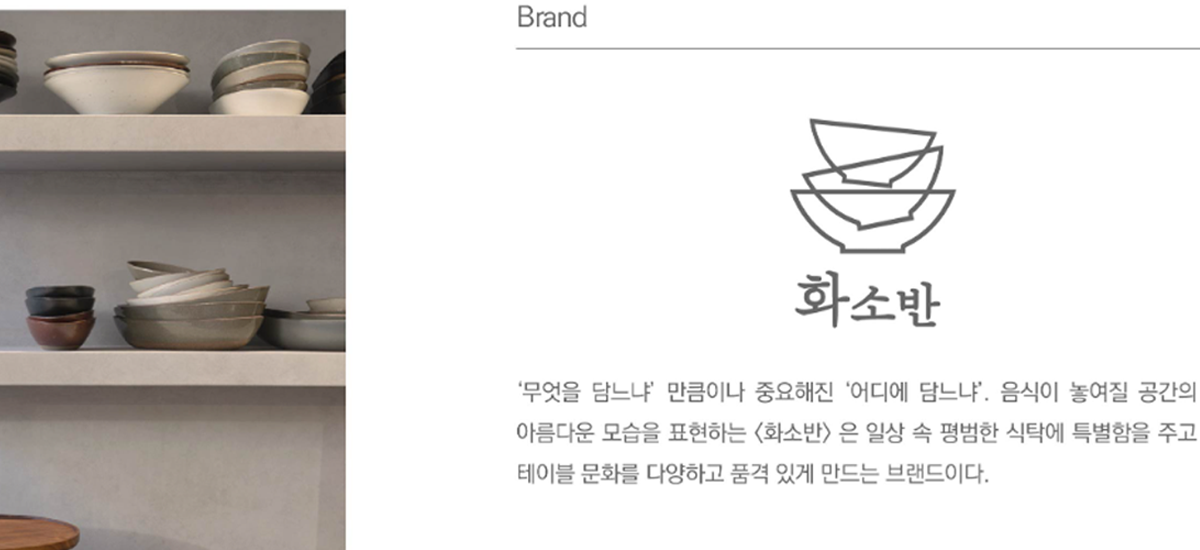 Brand
화소반
‘무엇을 담느냐’ 만큼이나 중요해진 ‘어디에 담느냐’. 음식이 놓여질 공간의
아름다운 모습을 표현하는 〈화소반〉 은 일상 속 평범한 식탁에 특별함을 주고
테이블 문화를 다양하고 품격 있게 만드는 브랜드이다.